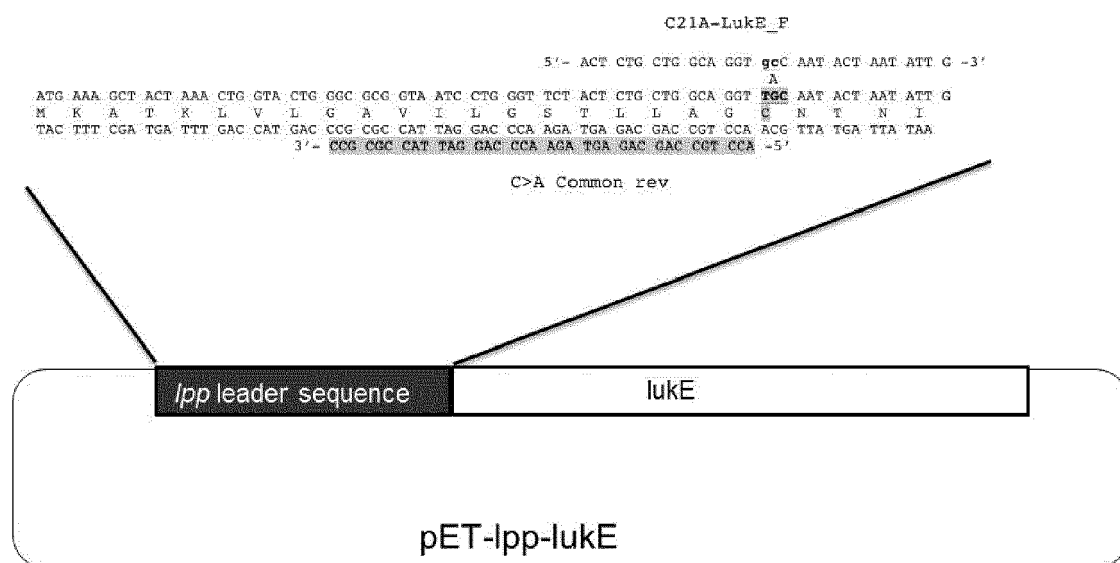 C21A-LukE_F
5'- ACT CTG CTG GCA GGT gcC AAT ACT AAT ATT G -3'
A
ATG AAA GCT ACT AAA CTG GTA CTG GGC GCG GTA ATC CTG GGT TCT ACT CTG CTG GCA GGT TGC AAT ACT AAT ATT G
M K A T K L V L G A V I L G S T L L A G C N T N I
TAC TTT CGA TGA TTT GAC CAT GAC CCG CGC CAT TAG GAC CCA AGA TGA GAC GAC CGT CCA ACG TTA TGA TTA TAA
3'- CCG CGC CAT TAG GAC CCA AGA TGA GAC GAC CGT CCA -5'
C>A Common rev
lpp leader sequence lukE
pET-lpp-lukE